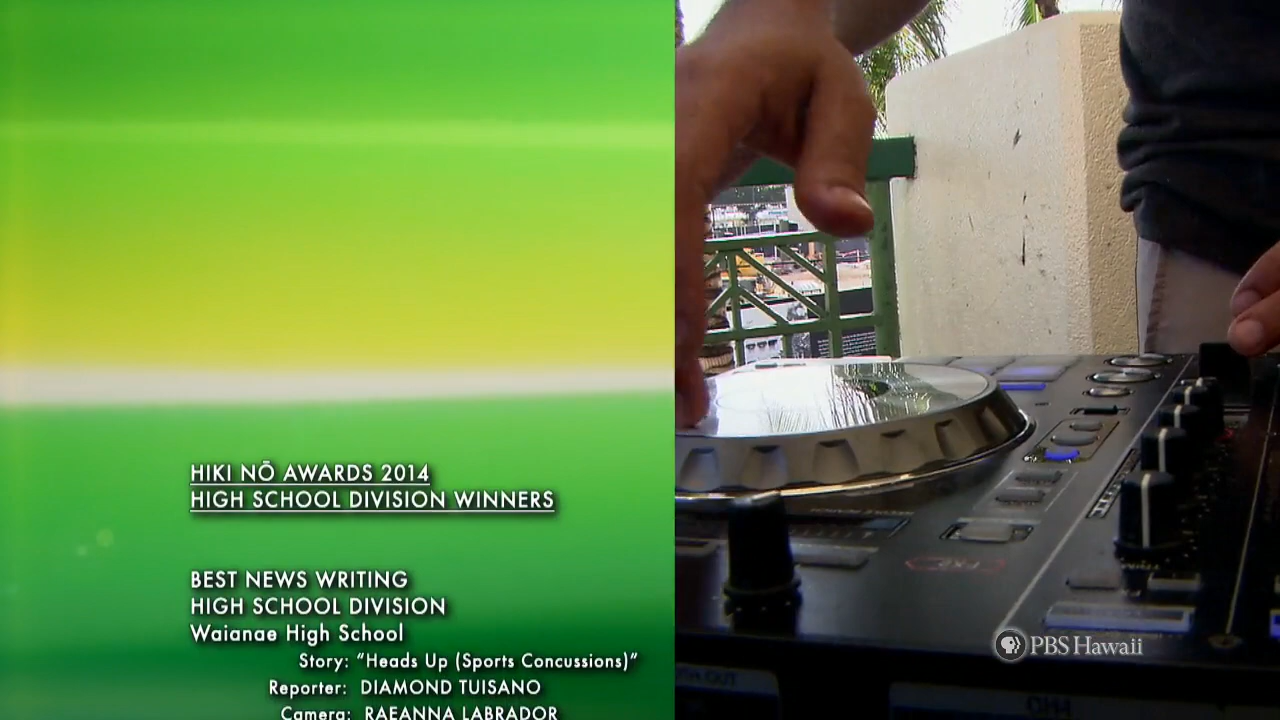 HIKI NŌ AWARDS 2014
HIGH SCHOOL DIVISION WINNERS
BEST NEWS WRITING
HIGH SCHOOL DIVISION
Waianae High School
Story: “Heads Up (Sports Concussions)”
Reporter: DIAMOND TUISANO
Camera: RAEANNA LABRADOR
PBS Hawaii